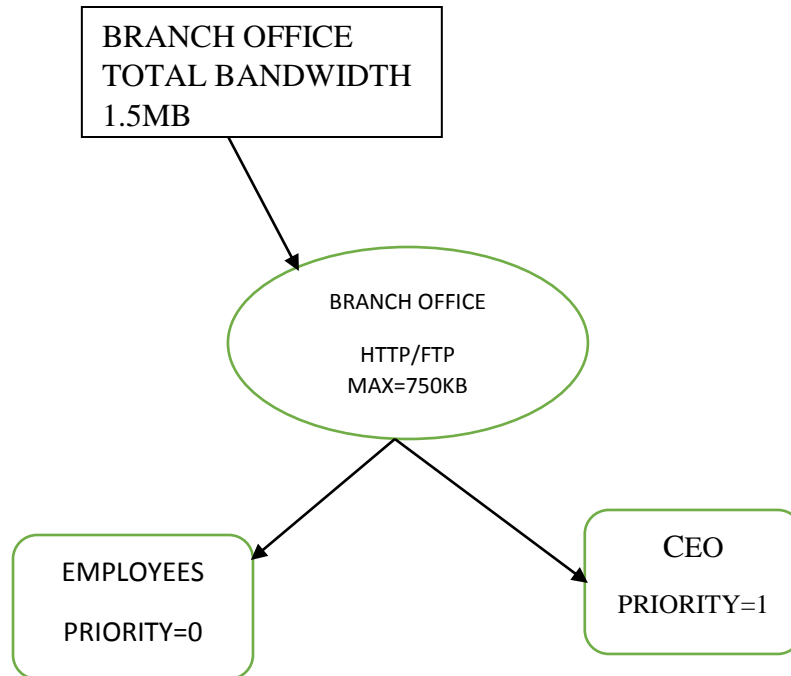 BRANCH OFFICE
TOTAL BANDWIDTH
1.5MB
BRANCH OFFICE
HTTP/FTP
MAX=750KB
EMPLOYEES
PRIORITY=0
CEO
PRIORITY=1